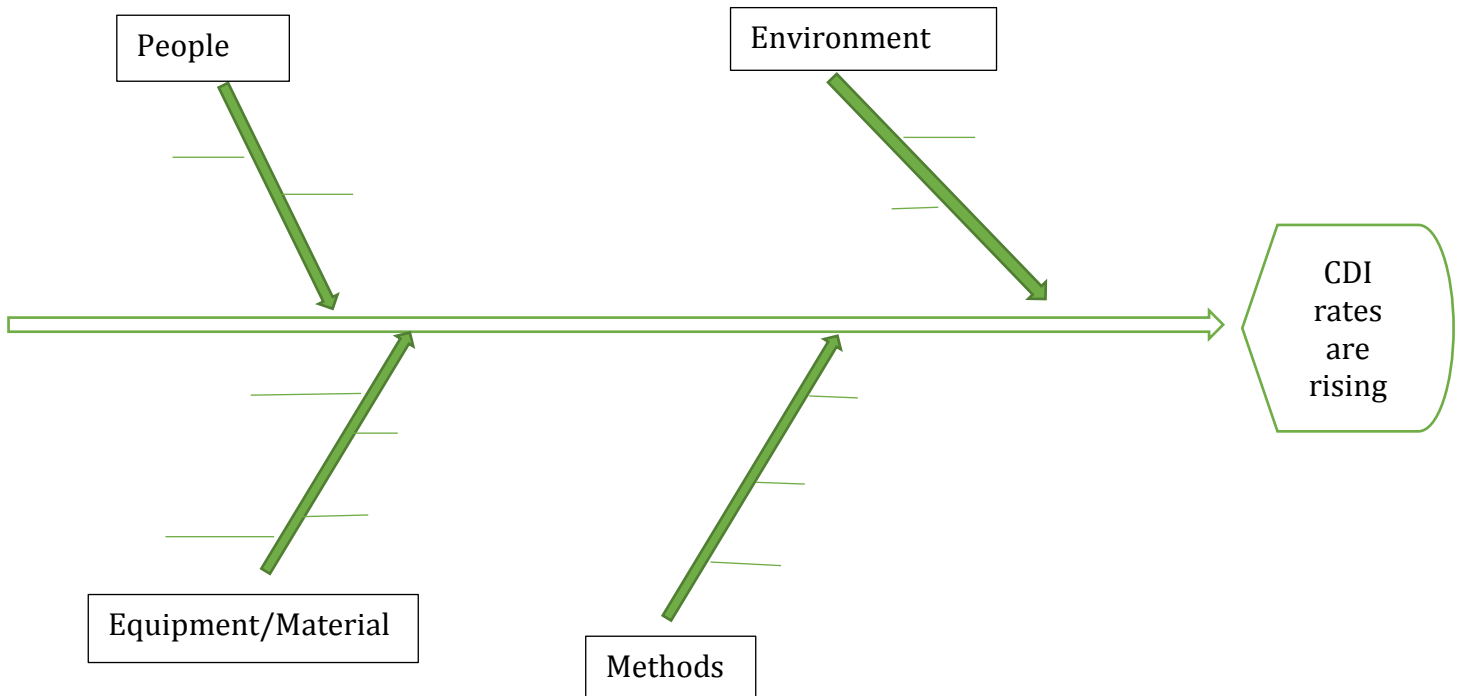 People
Environment
CDI
rates
are
rising
Equipment/Material
Methods